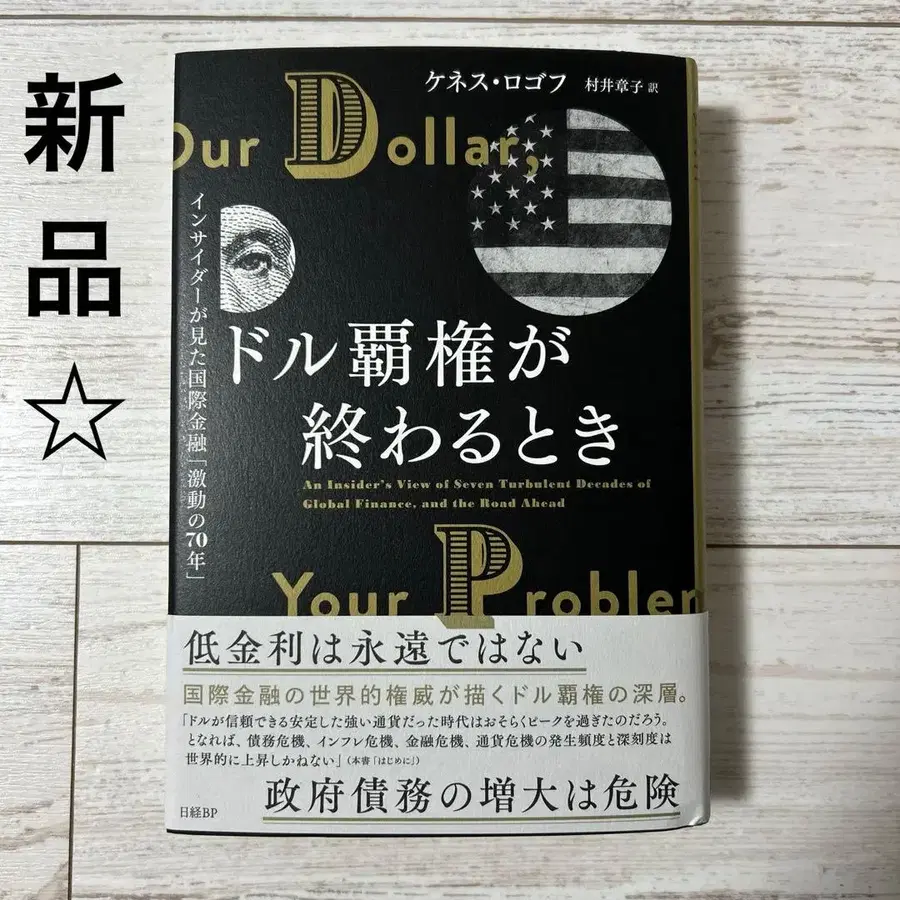 新品☆
ケネス・ロゴフ 村井章子 訳
Our Dollar,
インサイダーが見た国際金融「激動の70年」
ドル覇権が
終わるとき
An Insider's View of Seven Turbulent Decades of
Global Finance, and the Road Ahead
Your Problem
低金利は永遠ではない
国際金融の世界的権威が描くドル覇権の深層。
「ドルが信頼できる安定した強い通貨だった時代はおそらくピークを過ぎたのだろう。
となれば、債務危機、インフレ危機、金融危機、通貨危機の発生頻度と深刻度は
世界的に上昇しかねない」(本書「はじめに」)
政府債務の増大は危険
日経BP